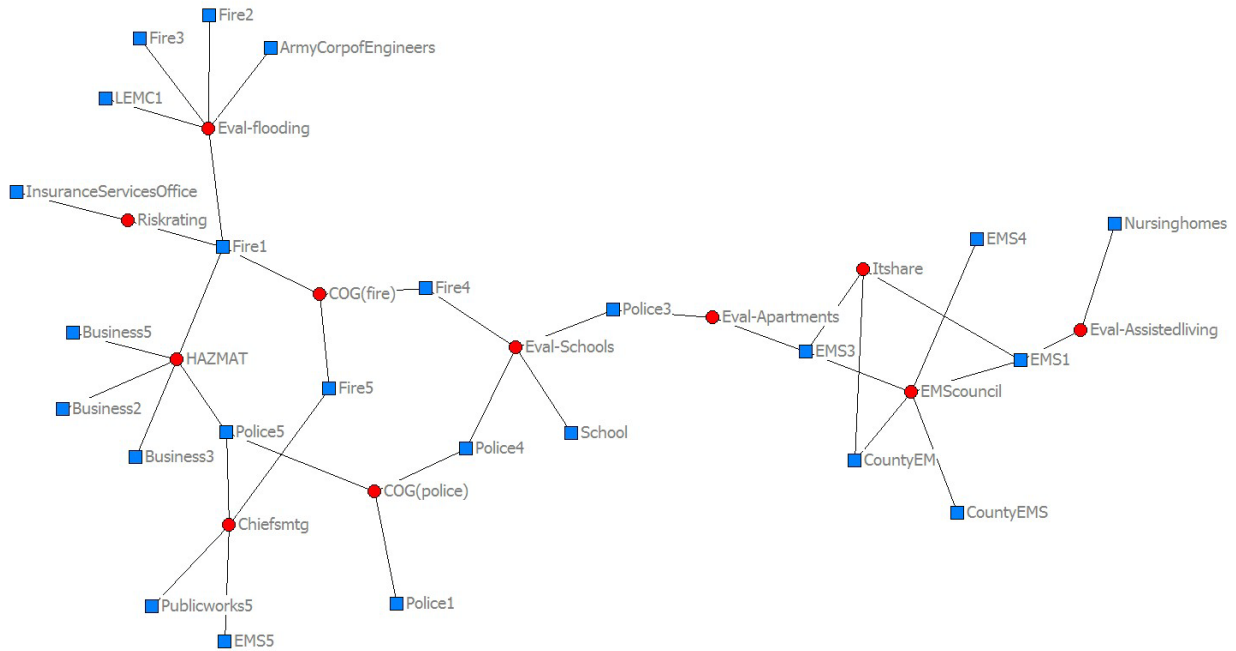 Fire2
Fire3
ArmyCorpofEngineers
LEMC1
Eval-flooding
InsuranceServicesOffice
Riskrating
Nursinghomes
EMS4
Fire1
Itshare
COG(fire)
Fire4
Police3
Eval-Apartments
Eval-Assistedliving
Business5
Eval-Schools
EMS3
HAZMAT
EMS1
Fire5
EMScouncil
Business2
Police5
School
Police4
Business3
CountyEM
COG(police)
CountyEMS
Chiefsmtg
Police1
Publicworks5
EMS5